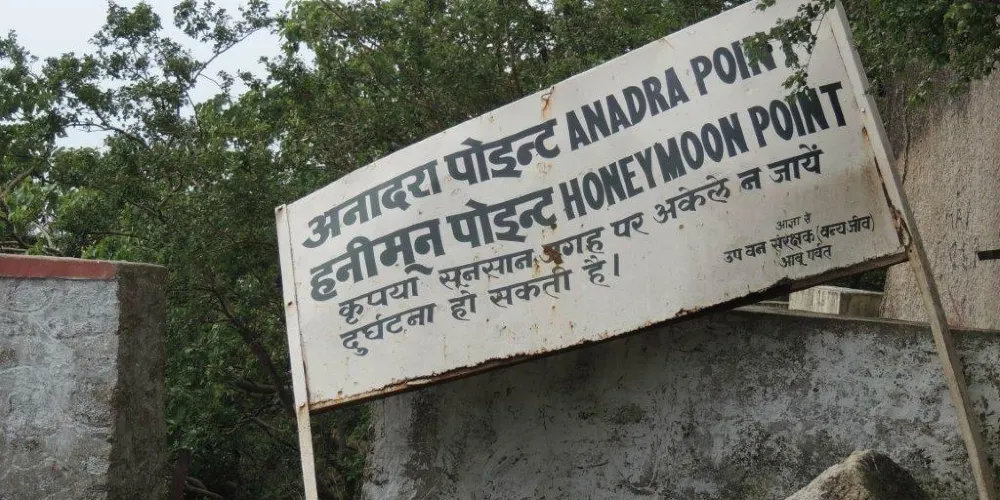 अनादरा पोइन्ट ANADRA POINT
हनीमून पोइन्ट HONEYMOON POINT
कृपया सुनसान जगह पर अकेले न जायें
दुर्घटना हो सकती है।
आज्ञा से
उप वन संरक्षक (वन्य जीव)
आबू पर्वत